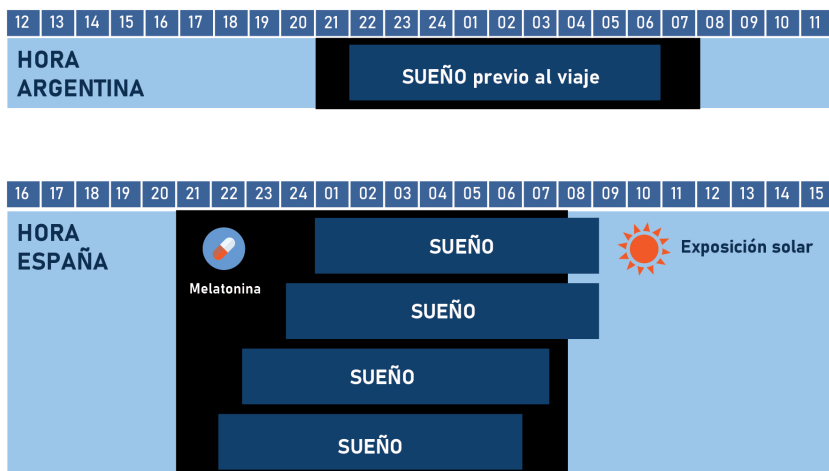 12 13 14 15 16 17 18 19 20 21 22 23 24 01 02 03 04 05 06 07 08 09 10 11
HORA
ARGENTINA
SUEÑO previo al viaje
16 17 18 19 20 21 22 23 24 01 02 03 04 05 06 07 08 09 10 11 12 13 14 15
HORA
ESPAÑA
SUEÑO
Exposición solar
Melatonina
SUEÑO
SUEÑO
SUEÑO